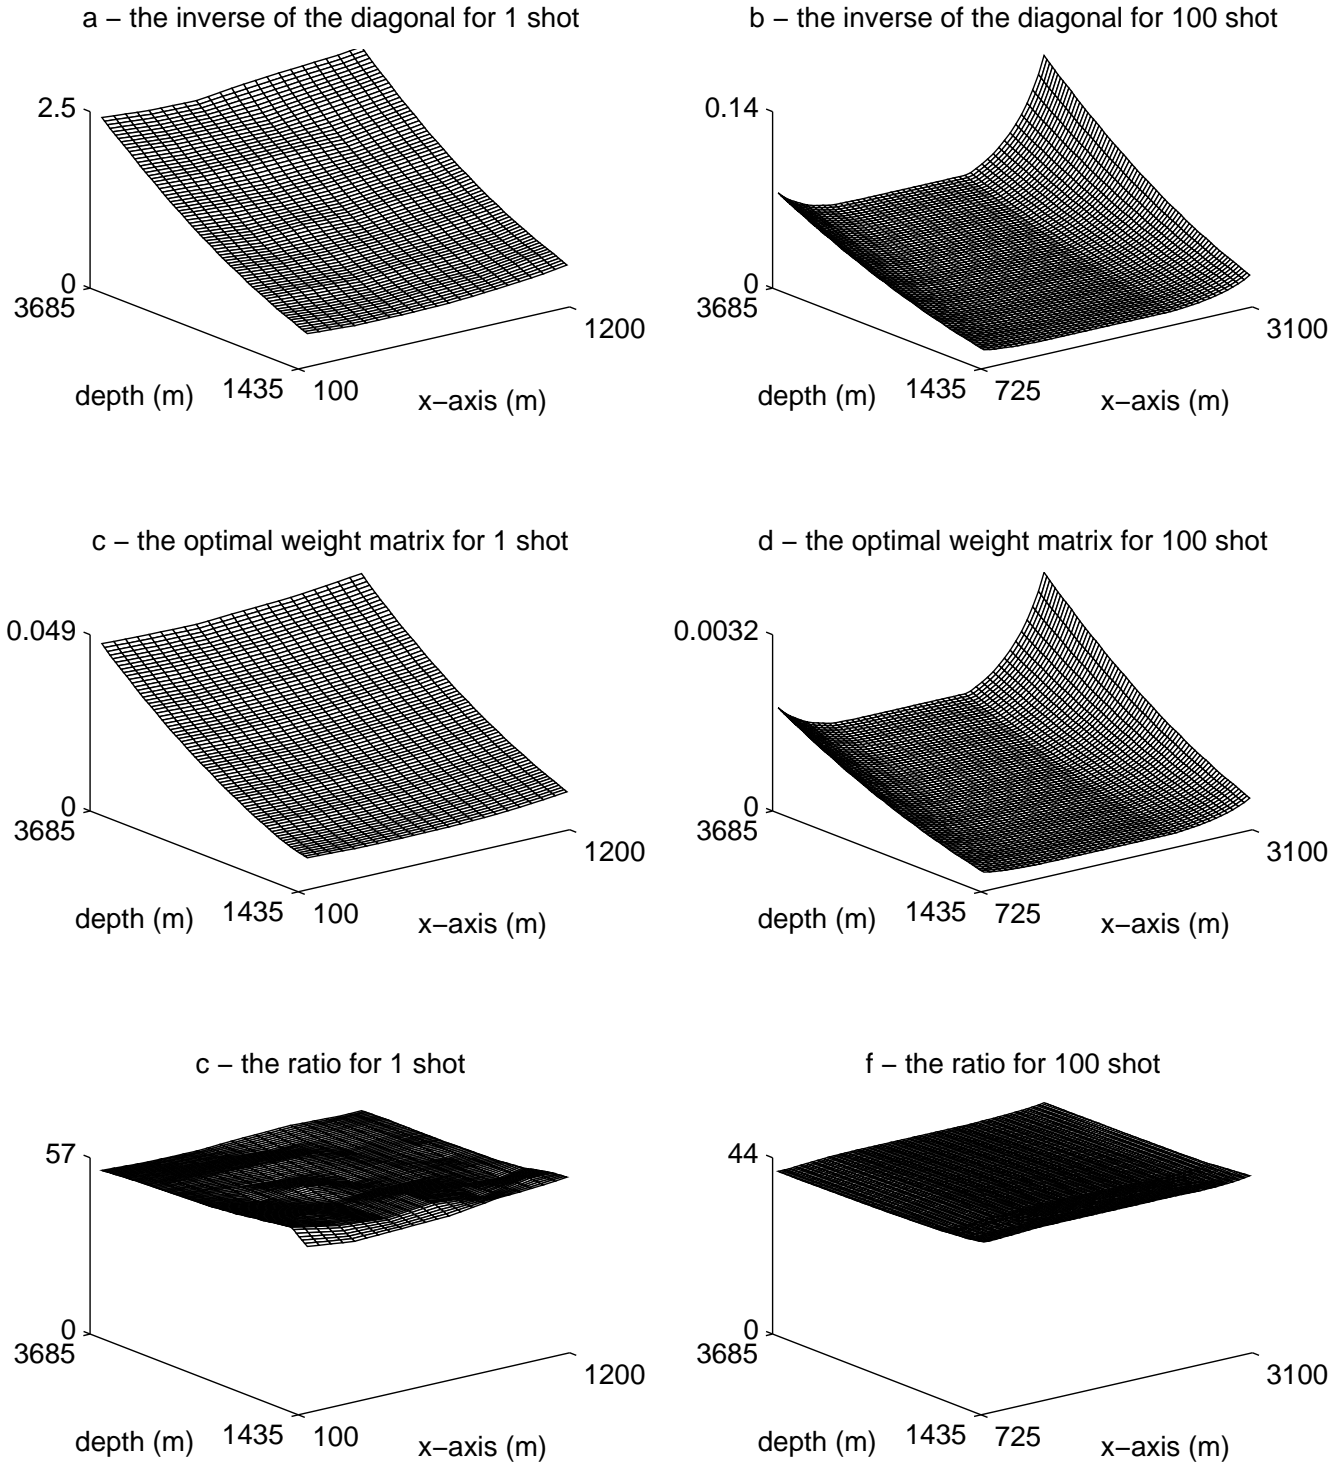 a – the inverse of the diagonal for 1 shot
2.5
0
3685
1435
100
1200
depth (m)
x–axis (m)
b – the inverse of the diagonal for 100 shot
0.14
0
3685
1435
725
3100
depth (m)
x–axis (m)
c – the optimal weight matrix for 1 shot
0.049
0
3685
1435
100
1200
depth (m)
x–axis (m)
d – the optimal weight matrix for 100 shot
0.0032
0
3685
1435
725
3100
depth (m)
x–axis (m)
c – the ratio for 1 shot
57
0
3685
1435
100
1200
depth (m)
x–axis (m)
f – the ratio for 100 shot
44
0
3685
1435
725
3100
depth (m)
x–axis (m)